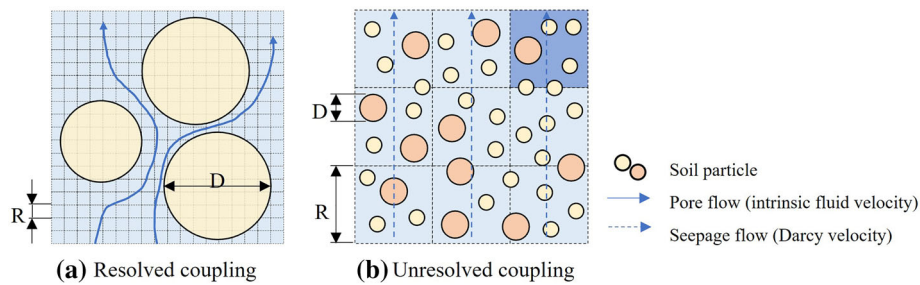 D
R
(a) Resolved coupling
D
R
(b) Unresolved coupling
Soil particle
Pore flow (intrinsic fluid velocity)
Seepage flow (Darcy velocity)